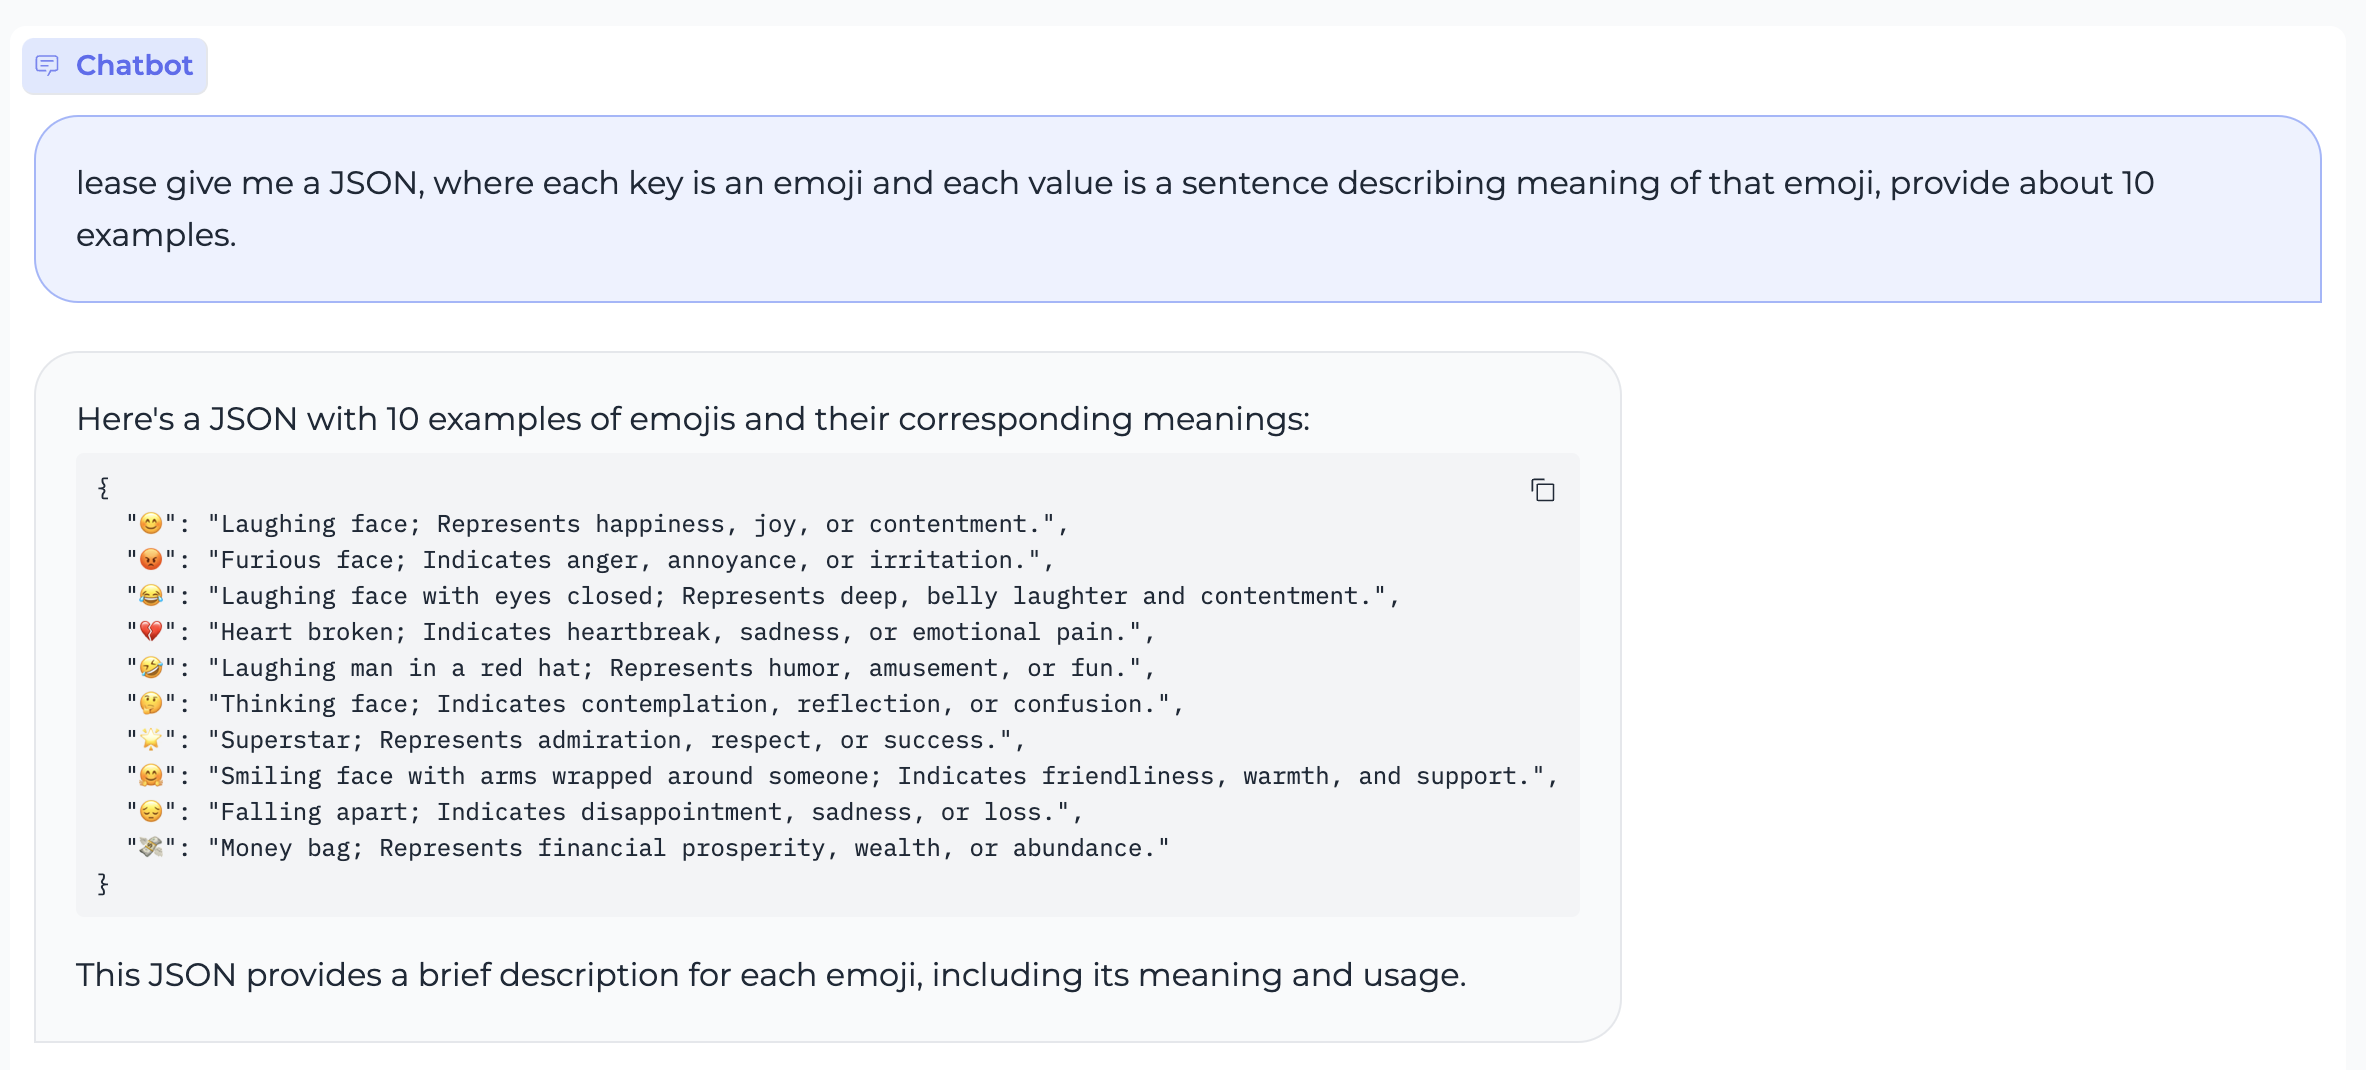 Chatbot
lease give me a JSON, where each key is an emoji and each value is a sentence describing meaning of that emoji, provide about 10
examples.
Here's a JSON with 10 examples of emojis and their corresponding meanings:
{
  "😊": "Laughing face; Represents happiness, joy, or contentment.",
  "😡": "Furious face; Indicates anger, annoyance, or irritation.",
  "😂": "Laughing face with eyes closed; Represents deep, belly laughter and contentment.",
  "💔": "Heart broken; Indicates heartbreak, sadness, or emotional pain.",
  "🤣": "Laughing man in a red hat; Represents humor, amusement, or fun.",
  "🤔": "Thinking face; Indicates contemplation, reflection, or confusion.",
  "🌟": "Superstar; Represents admiration, respect, or success.",
  "🤗": "Smiling face with arms wrapped around someone; Indicates friendliness, warmth, and support.",
  "😔": "Falling apart; Indicates disappointment, sadness, or loss.",
  "💸": "Money bag; Represents financial prosperity, wealth, or abundance."
}
This JSON provides a brief description for each emoji, including its meaning and usage.